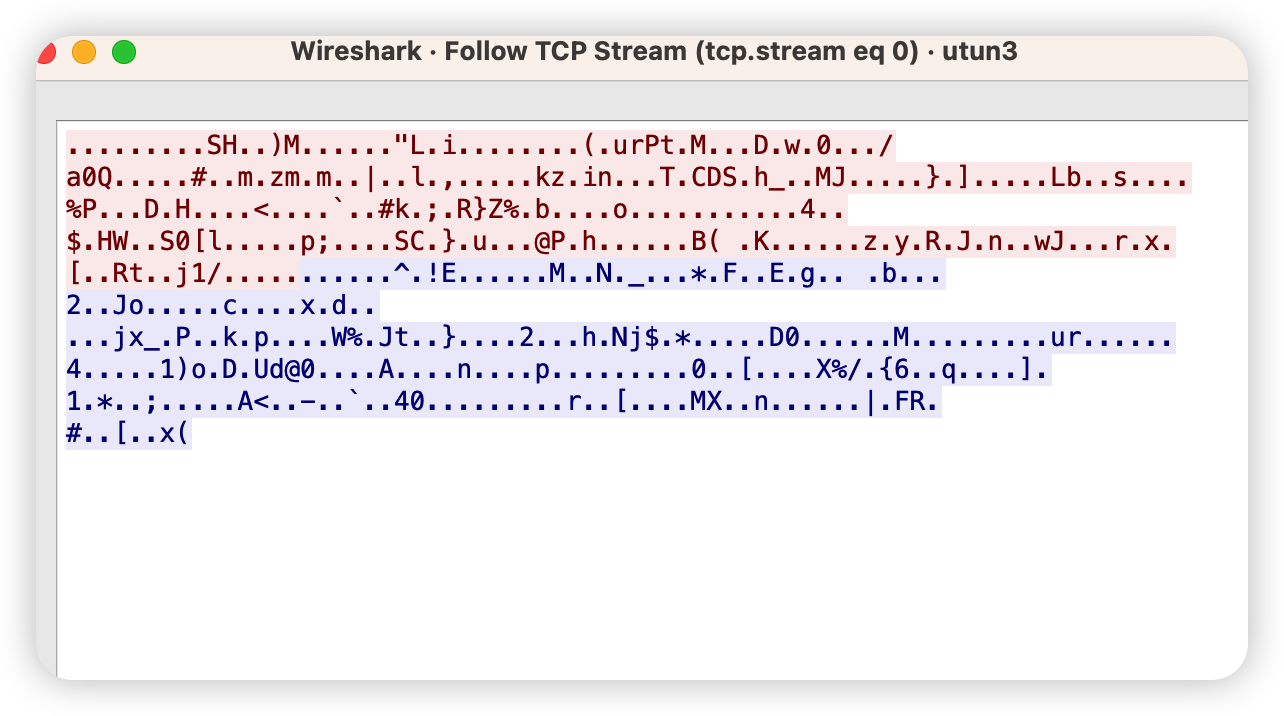 Wireshark · Follow TCP Stream (tcp.stream eq 0) · utun3
.........SH..)M......"L.i........(.urPt.M...D.w.0.../
a0Q.....#..m.zm.m..|..l.,.....kz.in...T.CDS.h_..MJ.....}.].....Lb..s....
%P...D.H....<....`..#k.;.R}Z%.b....o...........4..
$.HW..S0[l.....p;....SC.}.u...@P.h......B( .K......z.y.R.J.n..wJ...r.x.
[..Rt..j1/...........^.!E......M..N._...*.F..E.g.. .b...
2..Jo.....c....x.d..
...jx_.P..k.p....W%.Jt..}....2...h.Nj$.*.....D0......M.........ur......
4.....1)o.D.Ud@0....A....n....p.........0..[....X%/.{6..q....].
1.*..;.....A<..-..`..40.........r..[....MX..n......|.FR.
#..[..x(